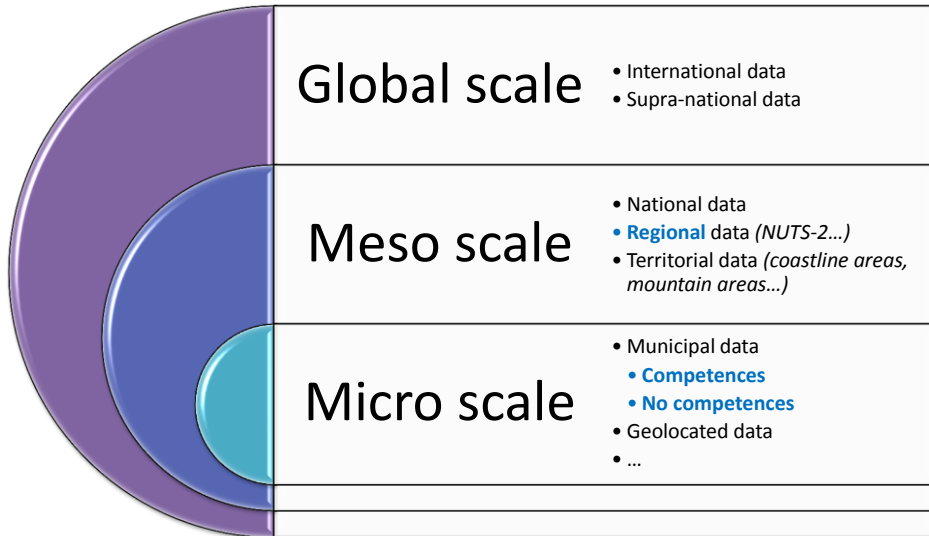 Global scale
• International data
• Supra-national data
Meso scale
• National data
• Regional data (NUTS-2…)
• Territorial data (coastline areas,
mountain areas…)
Micro scale
• Municipal data
• Competences
• No competences
• Geolocated data
• …